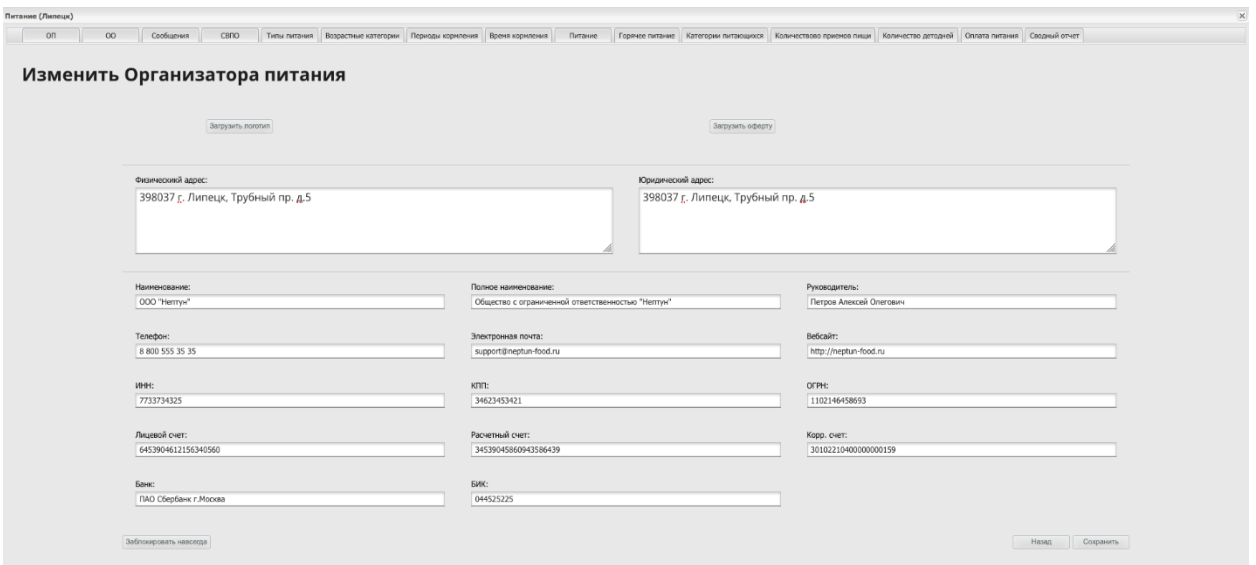 Питание (Липецк)
ОП ОО Сообщения СВПО Типы питания Возрастные категории Периоды кормления Время кормления Питание Горячее питание Категории питающихся Количествово приемов пищи Количество детодней Оплата питания Сводный отчет
Изменить Организатора питания
Загрузить логотип Загрузить оферту
Физический адрес: Юридический адрес:
398037 г. Липецк, Трубный пр. д.5 398037 г. Липецк, Трубный пр. д.5
Наименование: Полное наименование: Руководитель:
ООО "Нептун" Общество с ограниченной ответственностью "Нептун" Петров Алексей Олегович
Телефон: Электронная почта: Вебсайт:
8 800 555 35 35 support@neptun-food.ru http://neptun-food.ru
ИНН: КПП: ОГРН:
7733734325 34623453421 1102146458693
Лицевой счет: Расчетный счет: Корр. счет:
6453904612156340560 34539045860943586439 30102210400000000159
Банк: БИК:
ПАО Сбербанк г.Москва 044525225
Заблокировать навсегда Назад Сохранить